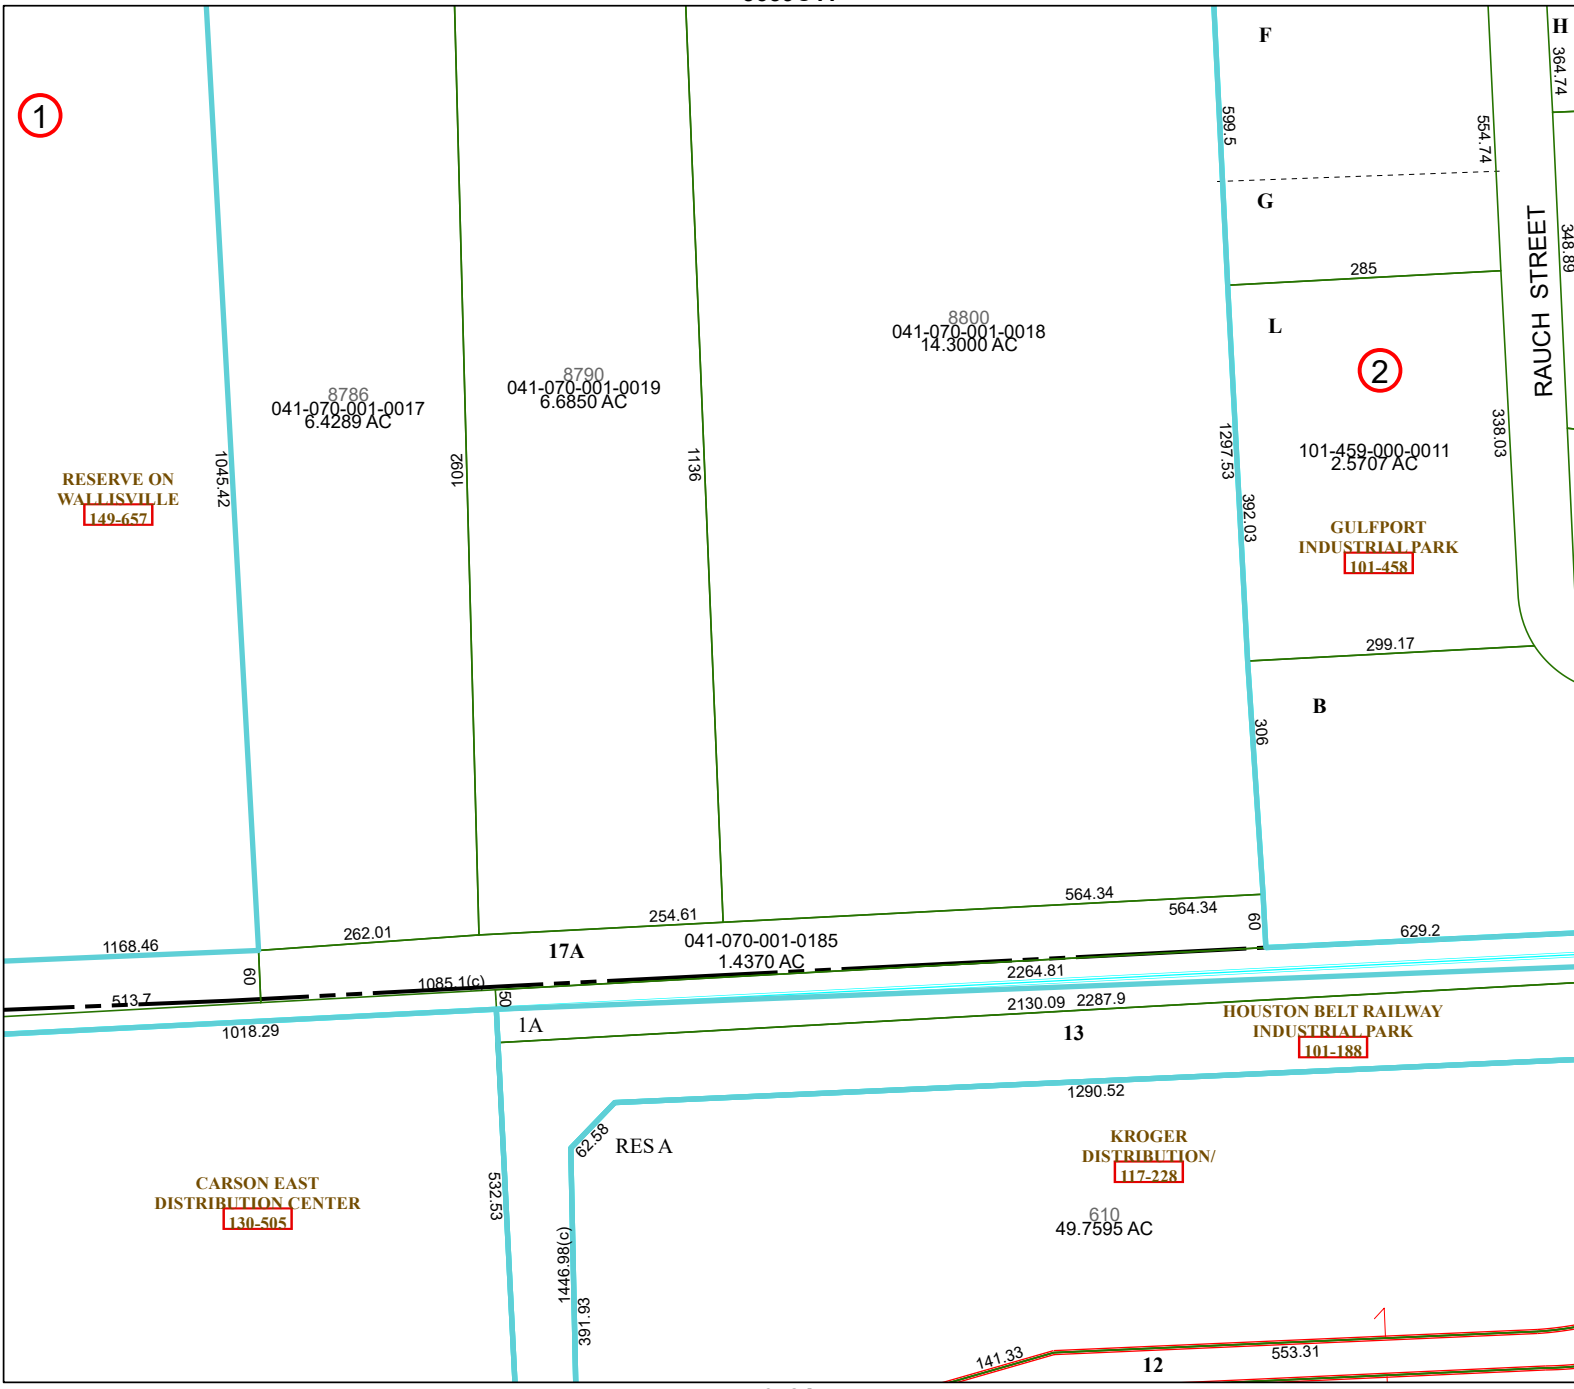 F
H
364.74
1
599.5
554.74
G
RAUCH STREET
348.89
285
8800
041-070-001-0018
14.3000 AC
L
2
8790
041-070-001-0019
6.6850 AC
8786
041-070-001-0017
6.4289 AC
338.03
1045.42
1092
1136
1297.53
101-459-000-0011
2.5707 AC
RESERVE ON
WALLISVILLE
149-657
392.03
GULFPORT
INDUSTRIAL PARK
101-458
299.17
B
306
564.34
564.34
254.61
262.01
60
629.2
1168.46
17A
041-070-001-0185
1.4370 AC
60
1085.1(c)
2264.81
513.7
50
2130.09
2287.9
1018.29
1A
13
HOUSTON BELT RAILWAY
INDUSTRIAL PARK
101-188
1290.52
62.58
RES A
KROGER
DISTRIBUTION/
117-228
CARSON EAST
DISTRIBUTION CENTER
130-505
532.53
610
49.7595 AC
1446.98(c)
391.93
141.33
12
553.31